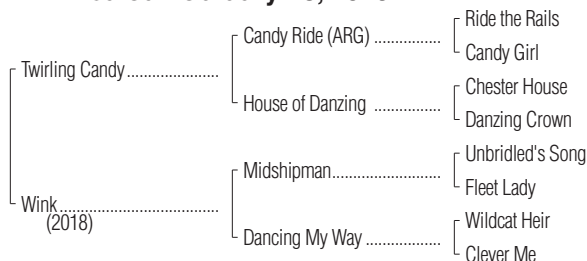 Ride the Rails
Candy Ride (ARG) ................
Candy Girl
Twirling Candy ......................
Chester House
House of Danzing ................
Danzing Crown
Unbridled's Song
Midshipman..........................
Fleet Lady
Wink......................................
(2018)
Wildcat Heir
Dancing My Way ..................
Clever Me